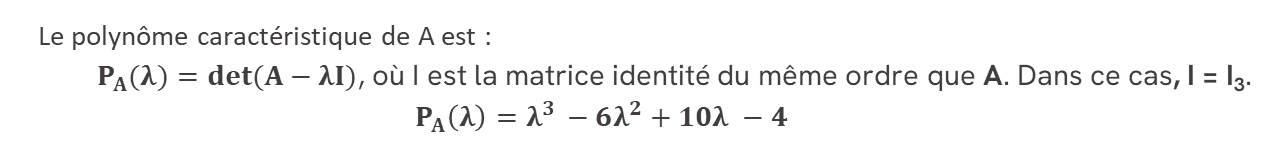 Le polynôme caractéristique de A est :
P_A(λ) = det(A − λI), où I est la matrice identité du même ordre que A. Dans ce cas, I = I₃.
P_A(λ) = λ³ − 6λ² + 10λ − 4